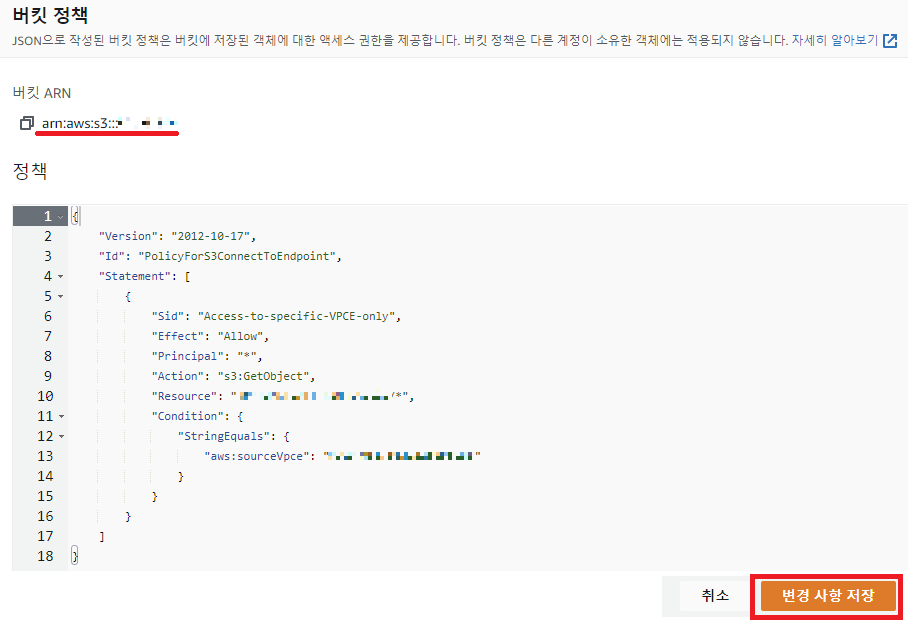 버킷 정책
JSON으로 작성된 버킷 정책은 버킷에 저장된 객체에 대한 액세스 권한을 제공합니다. 버킷 정책은 다른 계정이 소유한 객체에는 적용되지 않습니다. 자세히 알아보기
버킷 ARN
arn:aws:s3:::
정책
1 {
2 "Version": "2012-10-17",
3 "Id": "PolicyForS3ConnectToEndpoint",
4 "Statement": [
5 {
6 "Sid": "Access-to-specific-VPCE-only",
7 "Effect": "Allow",
8 "Principal": "*",
9 "Action": "s3:GetObject",
10 "Resource": " /*",
11 "Condition": {
12 "StringEquals": {
13 "aws:sourceVpce": " "
14 }
15 }
16 }
17 ]
18 }
취소 변경 사항 저장